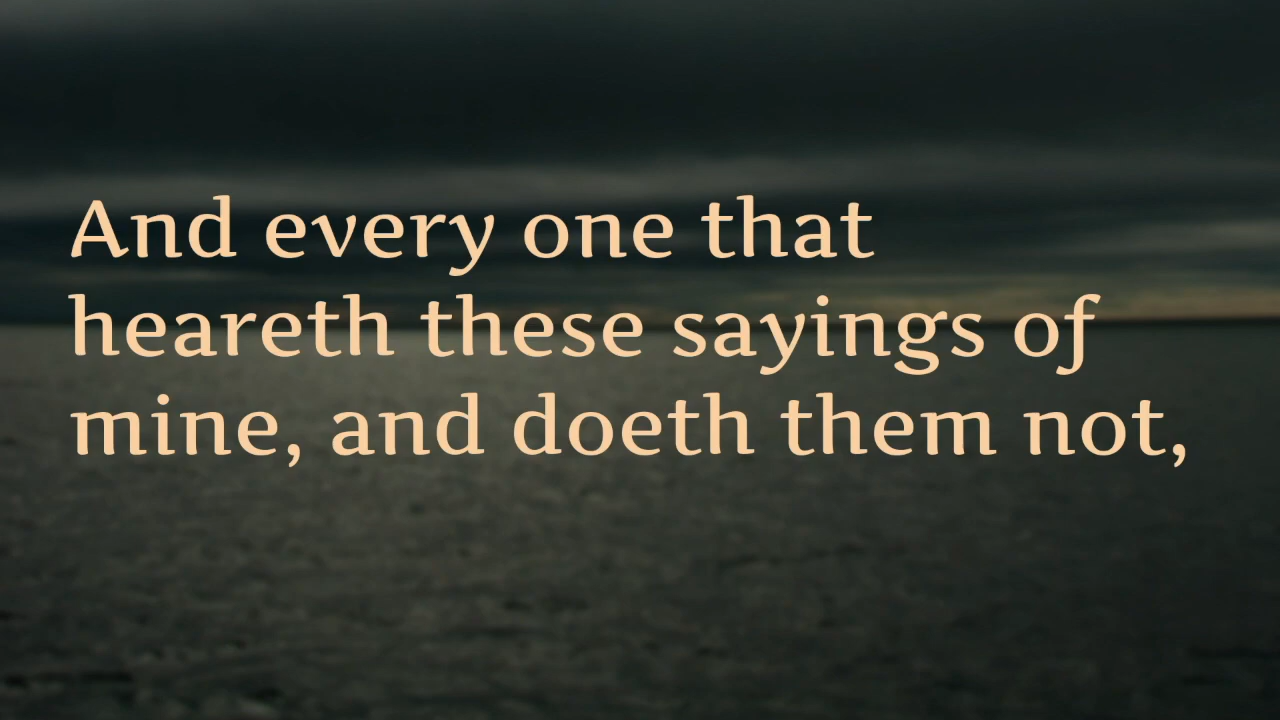 And every one that
heareth these sayings of
mine, and doeth them not,